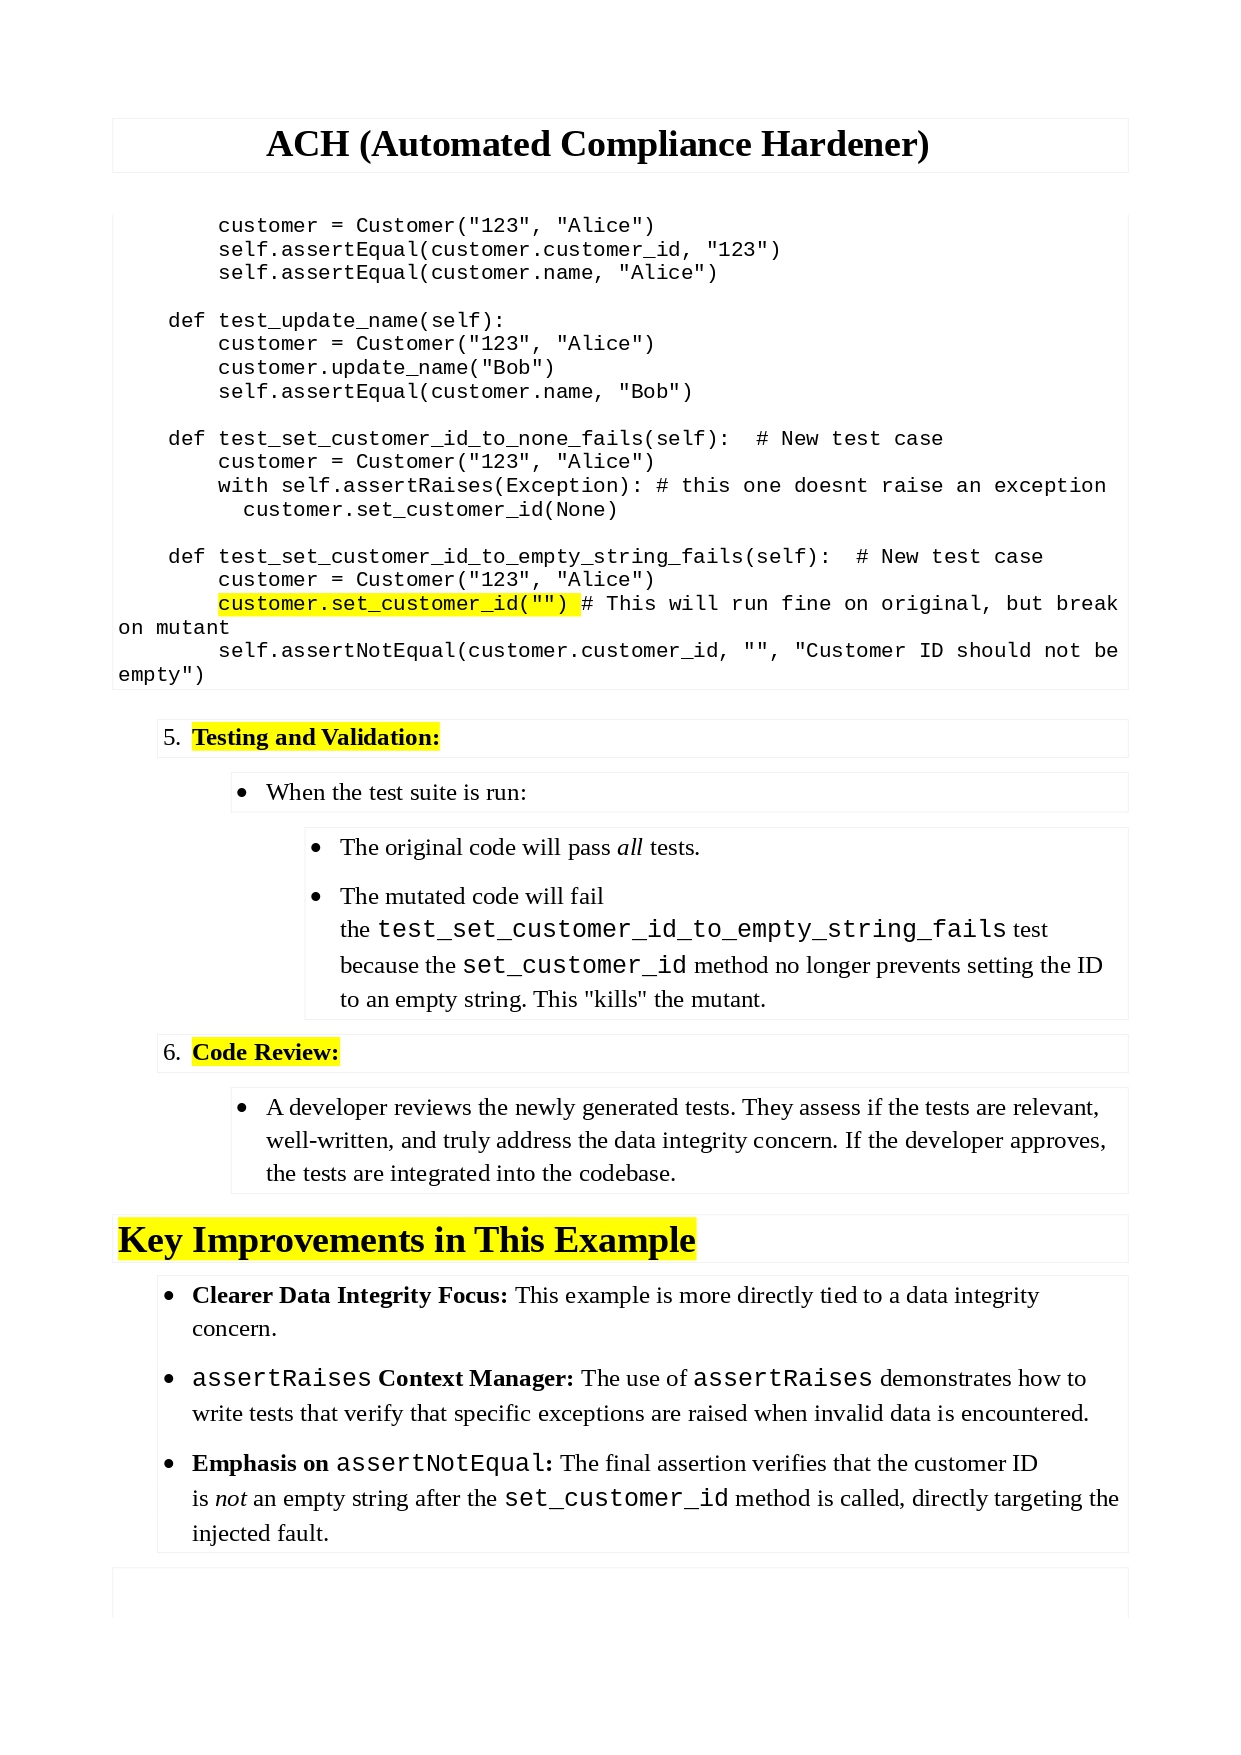 ACH (Automated Compliance Hardener)
customer = Customer("123", "Alice")
self.assertEqual(customer.customer_id, "123")
self.assertEqual(customer.name, "Alice")
def test_update_name(self):
customer = Customer("123", "Alice")
customer.update_name("Bob")
self.assertEqual(customer.name, "Bob")
def test_set_customer_id_to_none_fails(self):  # New test case
customer = Customer("123", "Alice")
with self.assertRaises(Exception): # this one doesnt raise an exception
customer.set_customer_id(None)
def test_set_customer_id_to_empty_string_fails(self):  # New test case
customer = Customer("123", "Alice")
customer.set_customer_id("") # This will run fine on original, but break
on mutant
self.assertNotEqual(customer.customer_id, "", "Customer ID should not be
empty")
5. Testing and Validation:
• When the test suite is run:
• The original code will pass all tests.
• The mutated code will fail
the test_set_customer_id_to_empty_string_fails test
because the set_customer_id method no longer prevents setting the ID
to an empty string. This "kills" the mutant.
6. Code Review:
• A developer reviews the newly generated tests. They assess if the tests are relevant,
well-written, and truly address the data integrity concern. If the developer approves,
the tests are integrated into the codebase.
Key Improvements in This Example
• Clearer Data Integrity Focus: This example is more directly tied to a data integrity
concern.
• assertRaises Context Manager: The use of assertRaises demonstrates how to
write tests that verify that specific exceptions are raised when invalid data is encountered.
• Emphasis on assertNotEqual: The final assertion verifies that the customer ID
is not an empty string after the set_customer_id method is called, directly targeting the
injected fault.